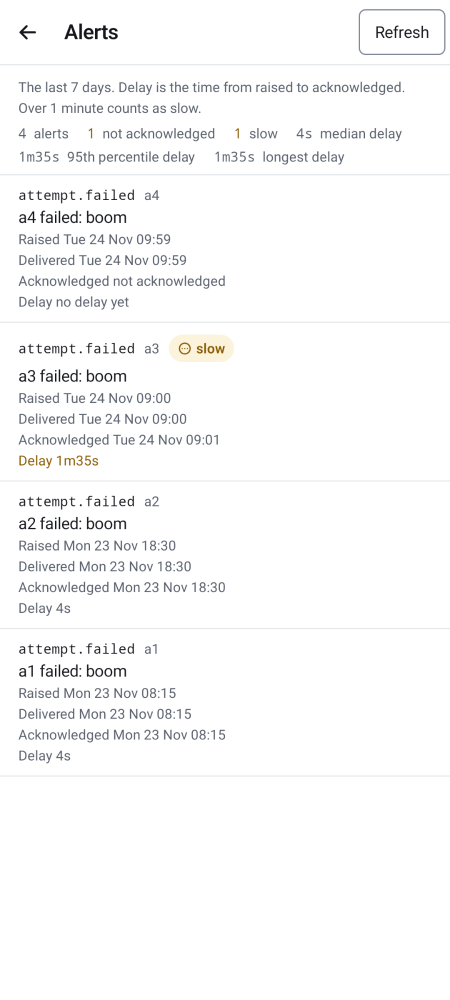 Alerts
Refresh
The last 7 days. Delay is the time from raised to acknowledged.
Over 1 minute counts as slow.
4 alerts 1 not acknowledged 1 slow 4s median delay
1m35s 95th percentile delay 1m35s longest delay
attempt.failed a4
a4 failed: boom
Raised Tue 24 Nov 09:59
Delivered Tue 24 Nov 09:59
Acknowledged not acknowledged
Delay no delay yet
attempt.failed a3 slow
a3 failed: boom
Raised Tue 24 Nov 09:00
Delivered Tue 24 Nov 09:00
Acknowledged Tue 24 Nov 09:01
Delay 1m35s
attempt.failed a2
a2 failed: boom
Raised Mon 23 Nov 18:30
Delivered Mon 23 Nov 18:30
Acknowledged Mon 23 Nov 18:30
Delay 4s
attempt.failed a1
a1 failed: boom
Raised Mon 23 Nov 08:15
Delivered Mon 23 Nov 08:15
Acknowledged Mon 23 Nov 08:15
Delay 4s